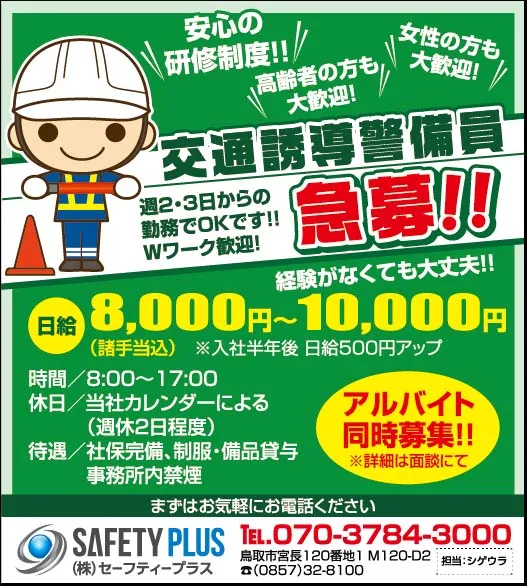 安心の
研修制度!!
高齢者の方も
大歓迎!
女性の方も
大歓迎!
交通誘導警備員
急募!!
週2・3日からの
勤務でOKです!!
Wワーク歓迎!
経験がなくても大丈夫!!
日給
8,000円~10,000円
(諸手当込) ※入社半年後 日給500円アップ
時間/8:00~17:00
休日/当社カレンダーによる
(週休2日程度)
待遇/社保完備、制服・備品貸与
事務所内禁煙
アルバイト
同時募集!!
※詳細は面談にて
まずはお気軽にお電話ください
SAFETY PLUS
(株)セーフティープラス
TEL.070-3784-3000
鳥取市宮長120番地1 M120-D2
☎(0857)32-8100
担当:シゲウラ